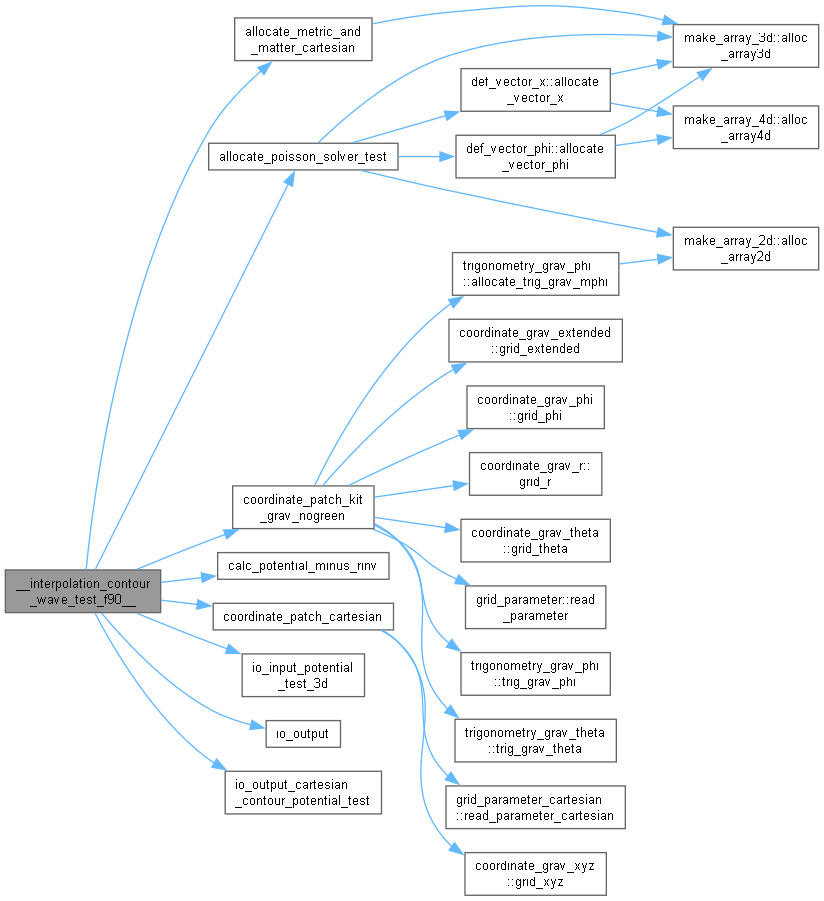 allocate_metric_and
_matter_cartesian
make_array_3d::alloc
_array3d
def_vector_x::allocate
_vector_x
make_array_4d::alloc
_array4d
allocate_poisson_solver_test
def_vector_phi::allocate
_vector_phi
make_array_2d::alloc
_array2d
trigonometry_grav_phi
::allocate_trig_grav_mphi
coordinate_grav_extended
::grid_extended
coordinate_grav_phi
::grid_phi
coordinate_grav_r::
grid_r
coordinate_patch_kit
_grav_nogreen
coordinate_grav_theta
::grid_theta
calc_potential_minus_rinv
__interpolation_contour
_wave_test_f90__
grid_parameter::read
_parameter
coordinate_patch_cartesian
io_input_potential
_test_3d
trigonometry_grav_phi
::trig_grav_phi
io_output
trigonometry_grav_theta
::trig_grav_theta
io_output_cartesian
_contour_potential_test
grid_parameter_cartesian
::read_parameter_cartesian
coordinate_grav_xyz
::grid_xyz